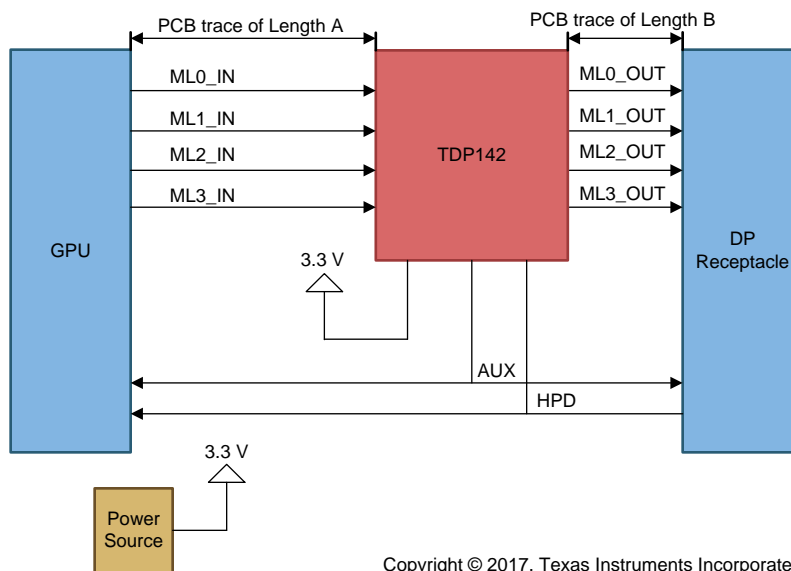 PCB trace of Length A
PCB trace of Length B
ML0_IN
ML1_IN
ML2_IN
ML3_IN
ML0_OUT
ML1_OUT
ML2_OUT
ML3_OUT
TDP142
GPU
DP
Receptacle
3.3 V
AUX
HPD
3.3 V
Power
Source
Copyright © 2017, Texas Instruments Incorporate